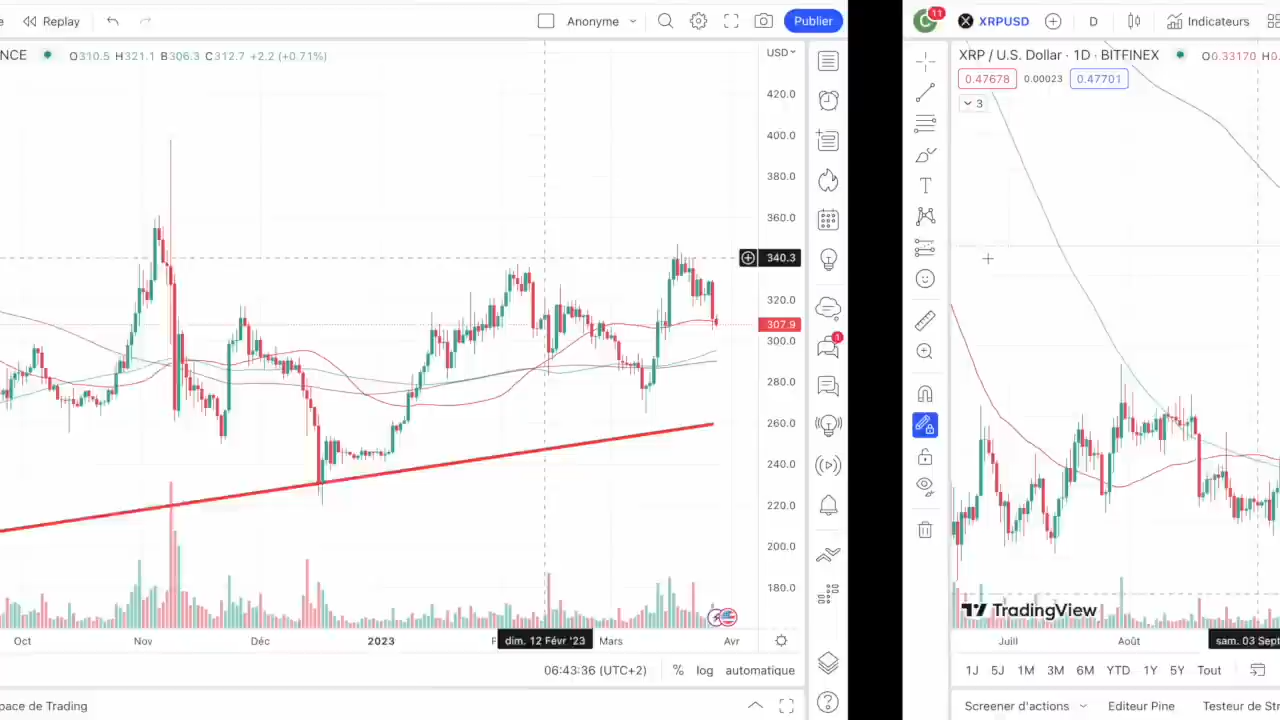 e Replay Anonyme Publier
NCE O310.5 H321.1 B306.3 C312.7 +2.2 (+0.71%)
USD
420.0
400.0
380.0
360.0
340.3
320.0
307.9
300.0
280.0
260.0
240.0
220.0
200.0
180.0
1
Oct Nov Déc 2023 F dim. 12 Févr '23 Mars Avr
06:43:36 (UTC+2) % log automatique
pace de Trading
11 XRPUSD D Indicateurs
XRP / U.S. Dollar · 1D · BITFINEX O0.33170 H0.
0.47678 0.00023 0.47701
3
TradingView
Juill Août sam. 03 Sept
1J 5J 1M 3M 6M YTD 1Y 5Y Tout
Screener d'actions Editeur Pine Testeur de St